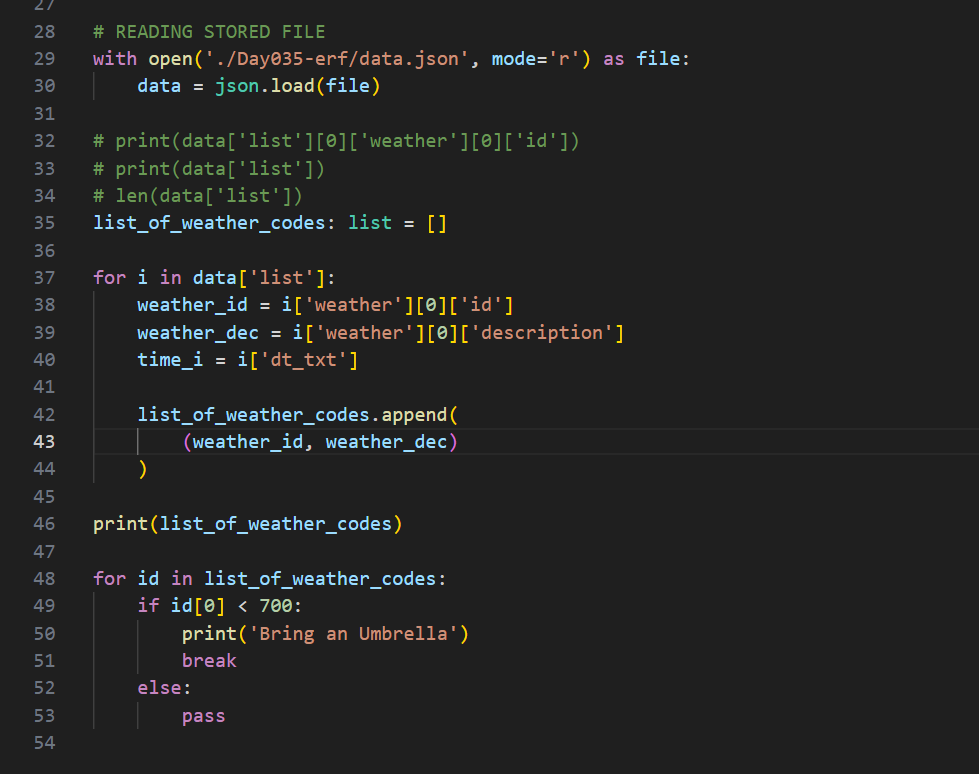 27
28 # READING STORED FILE
29 with open('./Day035-erf/data.json', mode='r') as file:
30     data = json.load(file)
31
32 # print(data['list'][0]['weather'][0]['id'])
33 # print(data['list'])
34 # len(data['list'])
35 list_of_weather_codes: list = []
36
37 for i in data['list']:
38     weather_id = i['weather'][0]['id']
39     weather_dec = i['weather'][0]['description']
40     time_i = i['dt_txt']
41
42     list_of_weather_codes.append(
43         (weather_id, weather_dec)
44     )
45
46 print(list_of_weather_codes)
47
48 for id in list_of_weather_codes:
49     if id[0] < 700:
50         print('Bring an Umbrella')
51         break
52     else:
53         pass
54